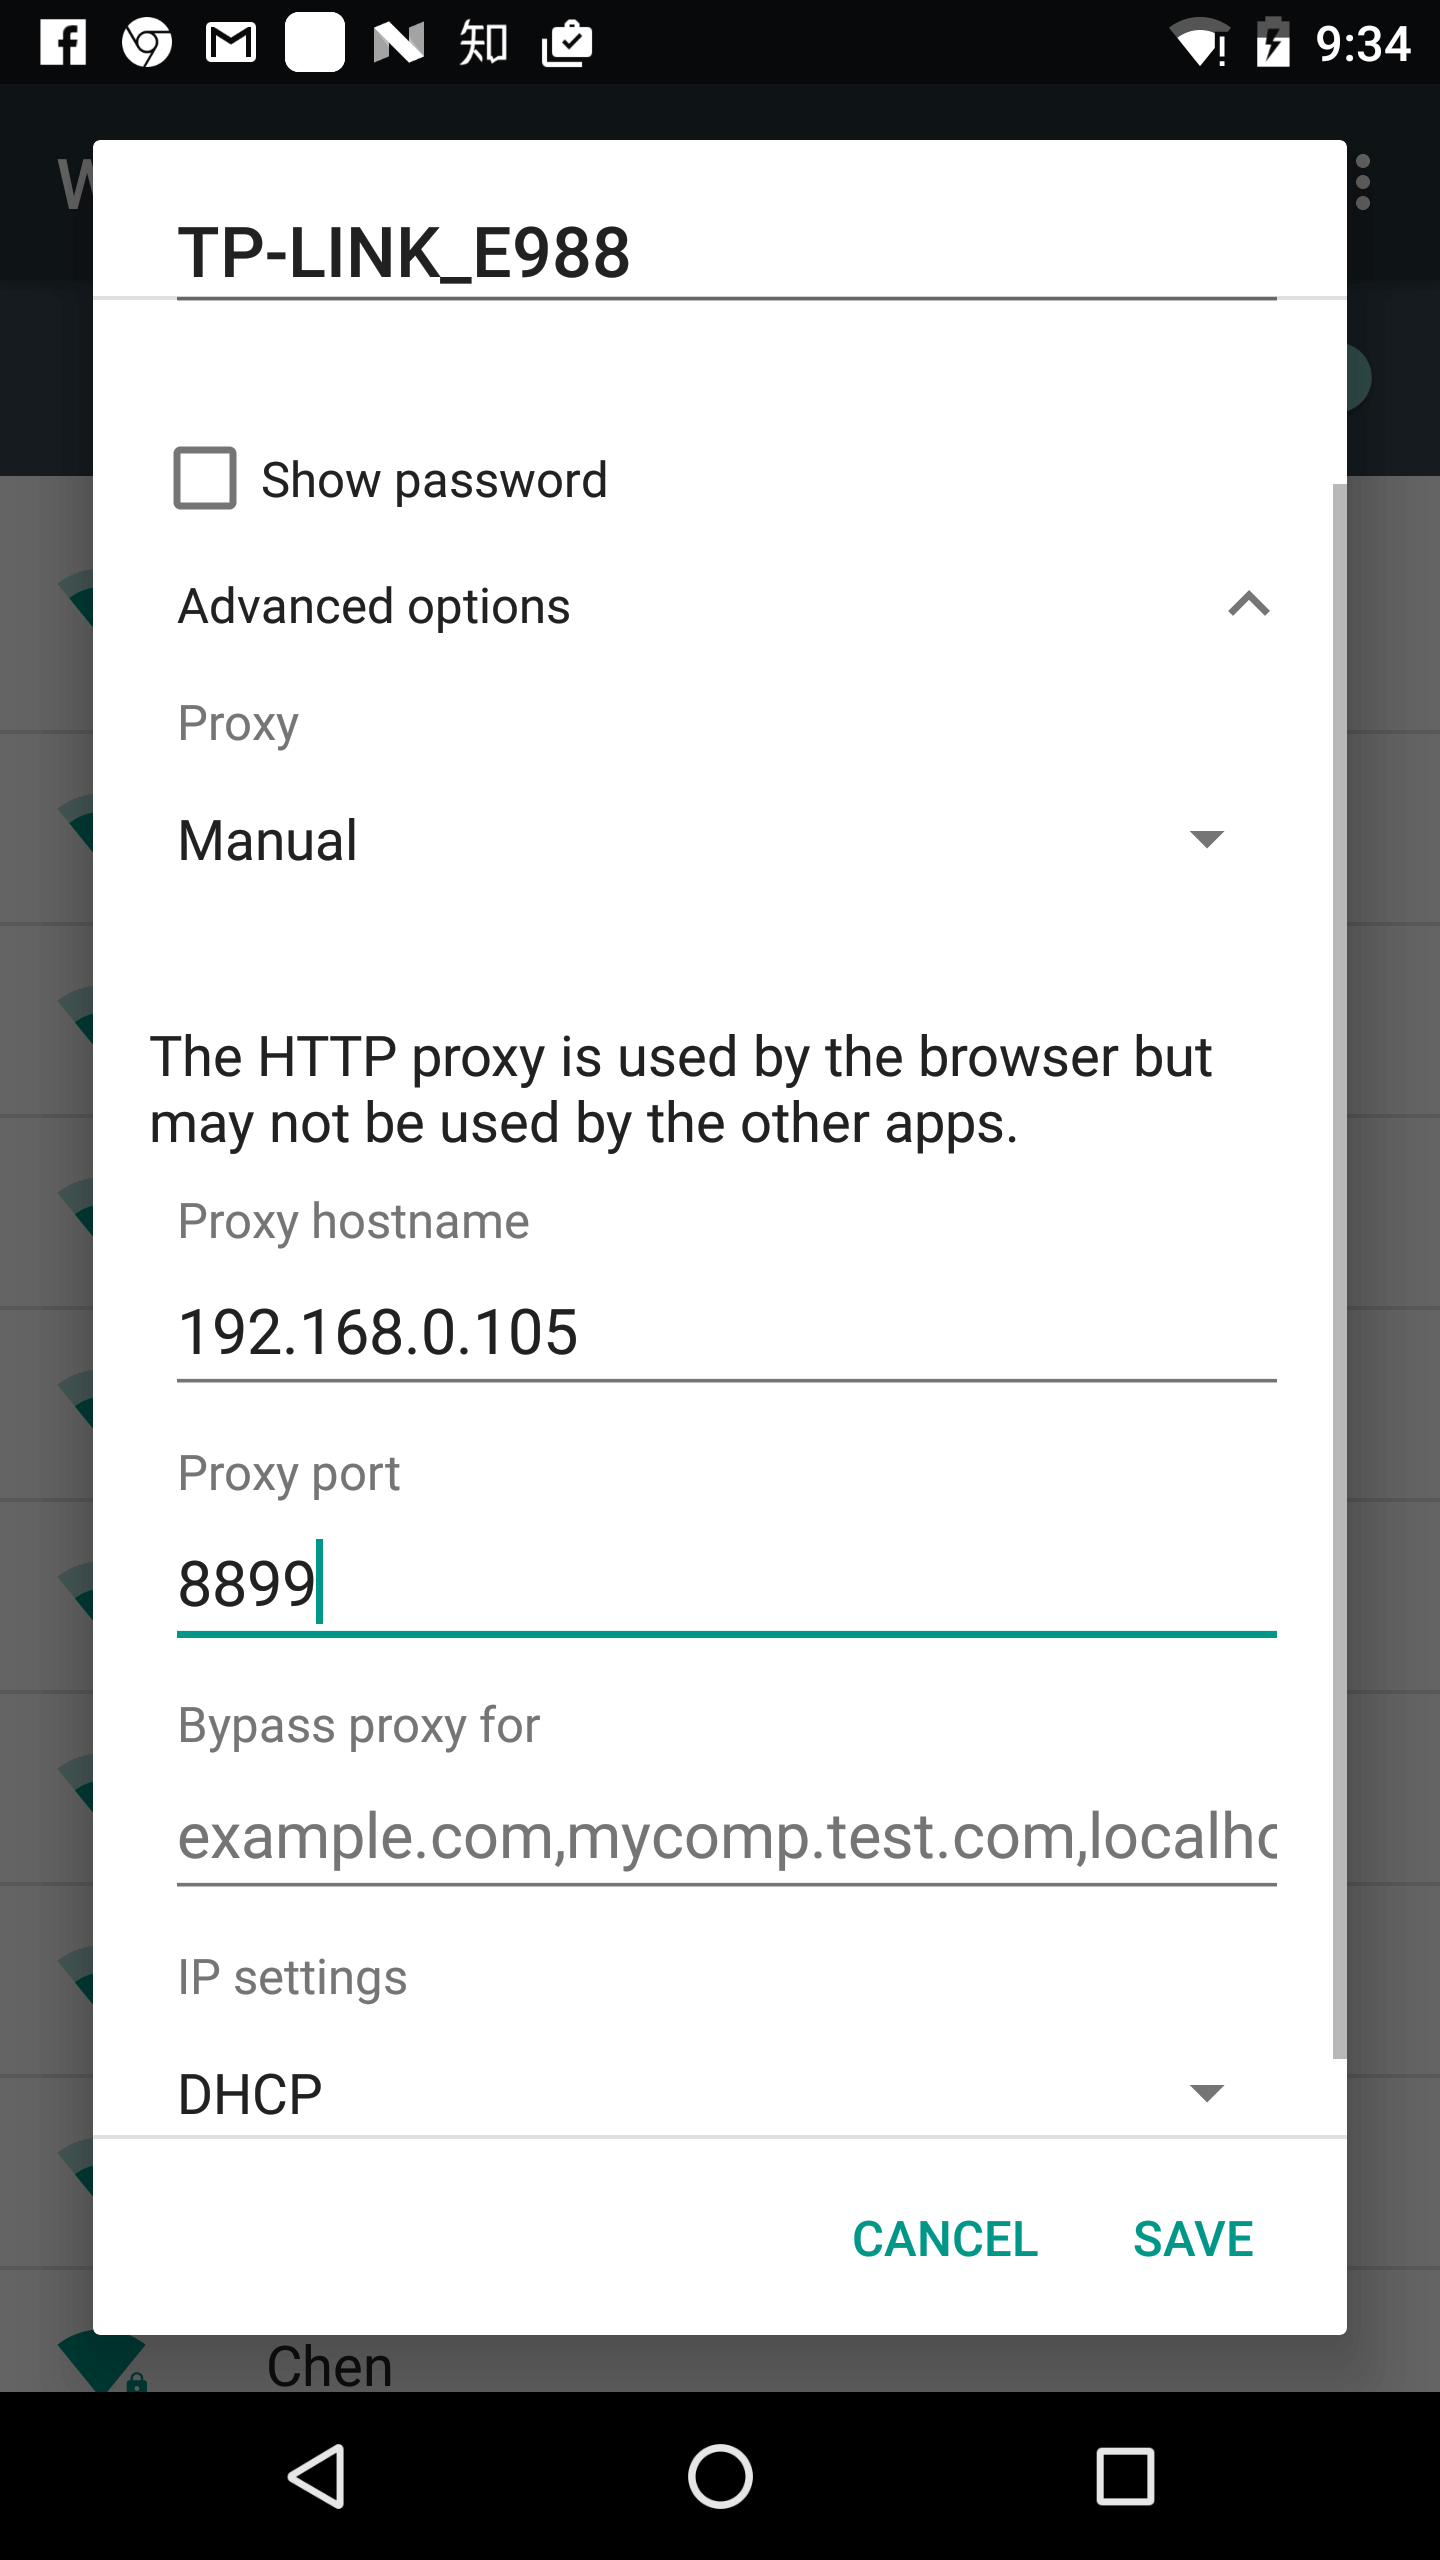 知
9:34
W
TP-LINK_E988
Show password
Advanced options
Proxy
Manual
The HTTP proxy is used by the browser but
may not be used by the other apps.
Proxy hostname
192.168.0.105
Proxy port
8899
Bypass proxy for
example.com,mycomp.test.com,localho
IP settings
DHCP
CANCEL
SAVE
Chen